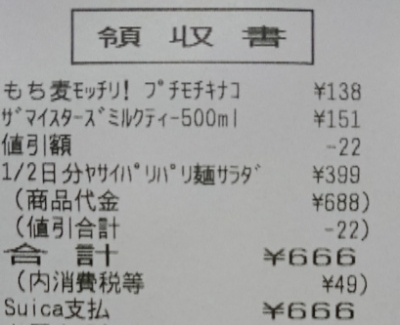 領収書
もち麦モッチリ! プチモチキナコ ¥138
ザマイスターズミルクティー500ml ¥151
値引額 -22
1/2日分ヤサイパリパリ麺サラダ ¥399
(商品代金 ¥688)
(値引合計 -22)
合計 ¥666
(内消費税等 ¥49)
Suica支払 ¥666